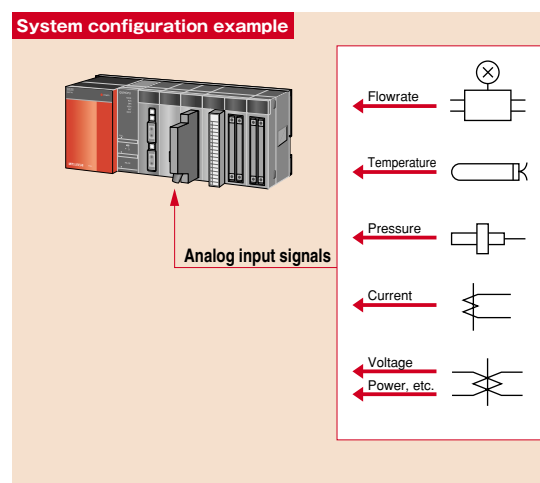 System configuration example
Flowrate
Temperature
Pressure
Analog input signals
Current
Voltage
Power, etc.